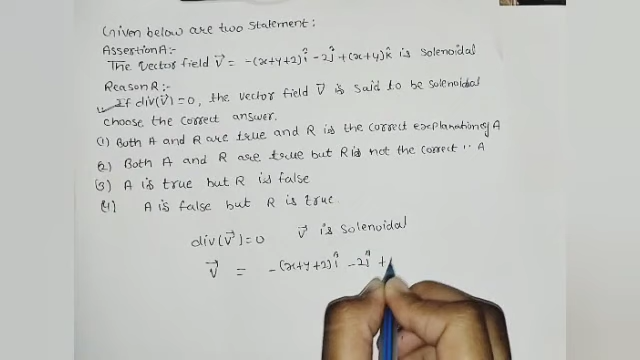 Given below are two statement:
Assertion A:-
The vector field V⃗ = -(x+y+2)î -2ĵ +(x+y)k̂ is solenoidal
Reason R:-
If div(V⃗)=0, the vector field V⃗ is said to be solenoidal
choose the correct answer.
(1) Both A and R are true and R is the correct explanation of A
(2) Both A and R are true but R is not the correct '' A
(3) A is true but R is false
(4) A is false but R is true.
div(V⃗)=0 V⃗ is solenoidal
V⃗ = -(x+y+2)î -2ĵ +